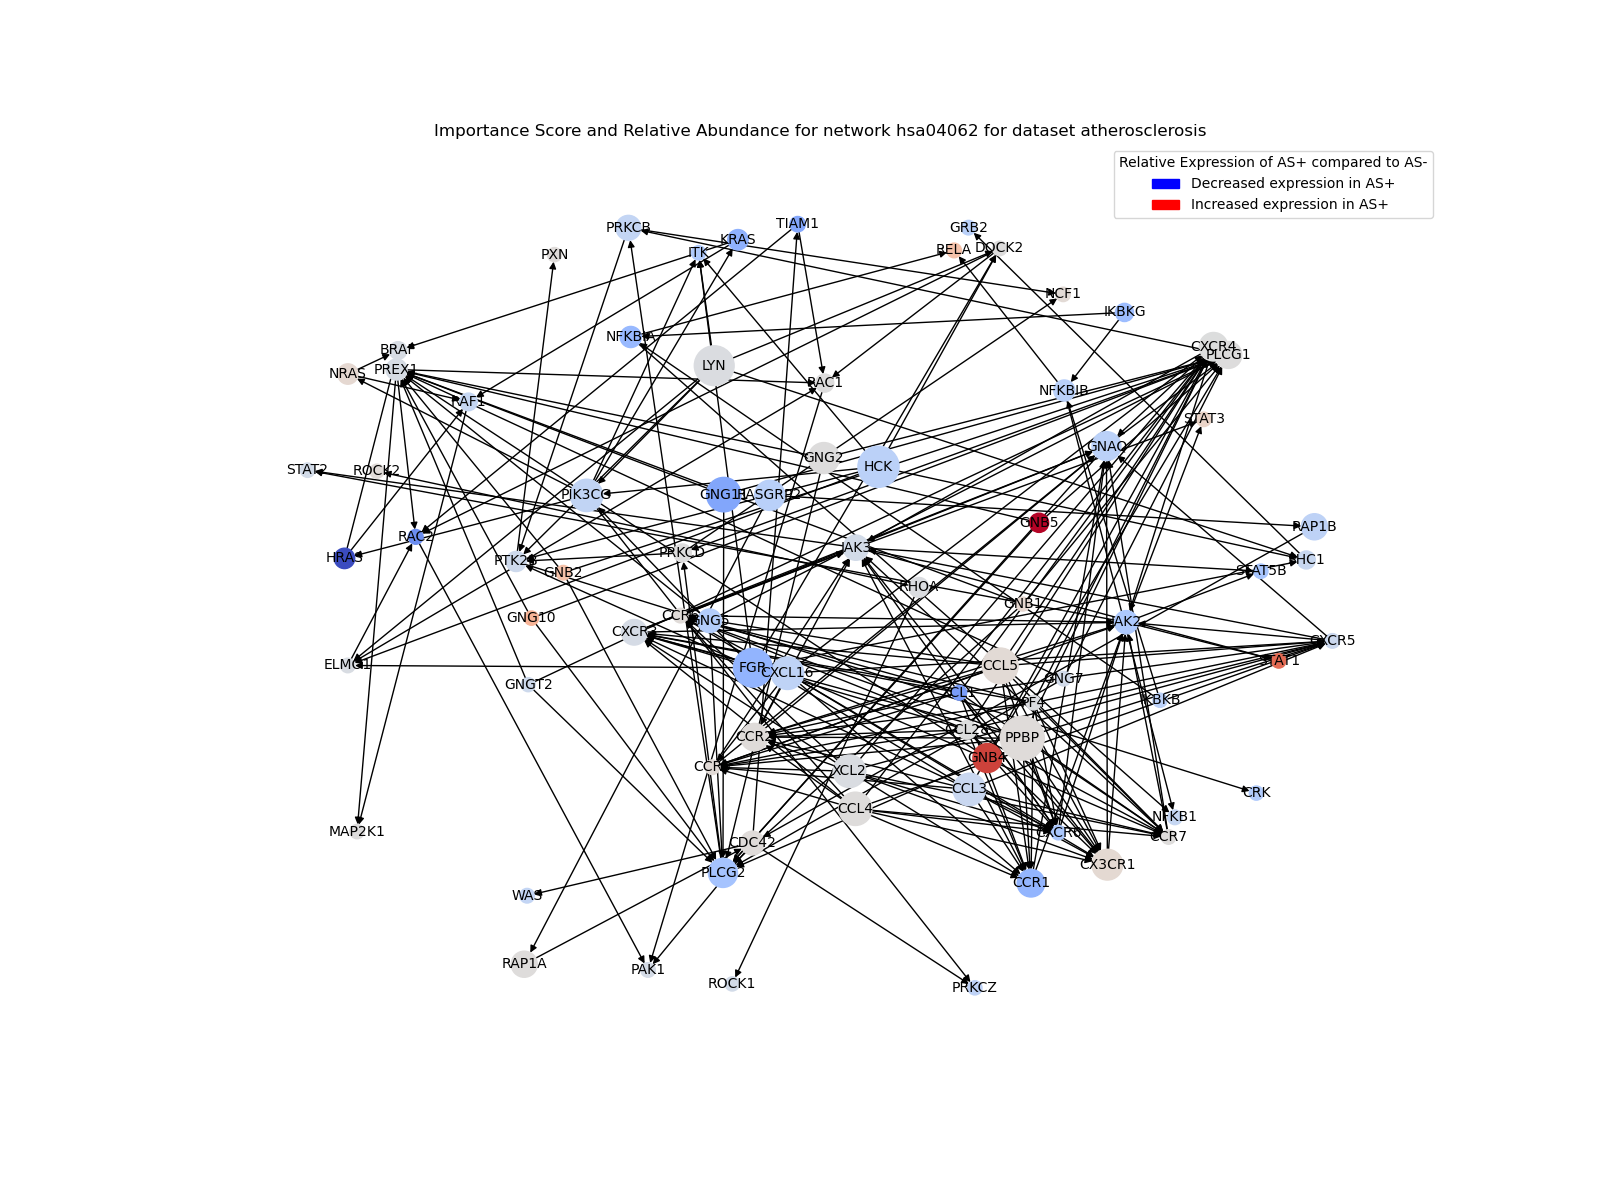 Importance Score and Relative Abundance for network hsa04062 for dataset atherosclerosis
Relative Expression of AS+ compared to AS-
Decreased expression in AS+
Increased expression in AS+
PRKCB
TIAM1
GRB2
KRAS
ITK
PXN
RELA
DOCK2
NCF1
IKBKG
NFKBIA
CXCR4
PLCG1
BRAF
LYN
PREX1
NRAS
RAC1
NFKBIB
RAF1
STAT3
GNAQ
GNG2
HCK
STAT2
ROCK2
PIK3CG
GNG11
RASGRP2
GNB5
RAP1B
RAC2
HRAS
PTK2B
PRKCD
JAK3
SHC1
GNB2
STAT5B
RHOA
GNB1
GNG10
GNG5
CXCR3
JAK2
CXCR5
ELMO1
FGR
CXCL16
CCL5
STAT1
GNGT2
GNG7
XCL1
IKBKB
PF4
CCR2
CCL28
PPBP
GNB4
XCL2
CCL3
CRK
CCL4
NFKB1
MAP2K1
CXCR6
CCR7
CDC42
PLCG2
CX3CR1
CCR1
WAS
RAP1A
PAK1
ROCK1
PRKCZ